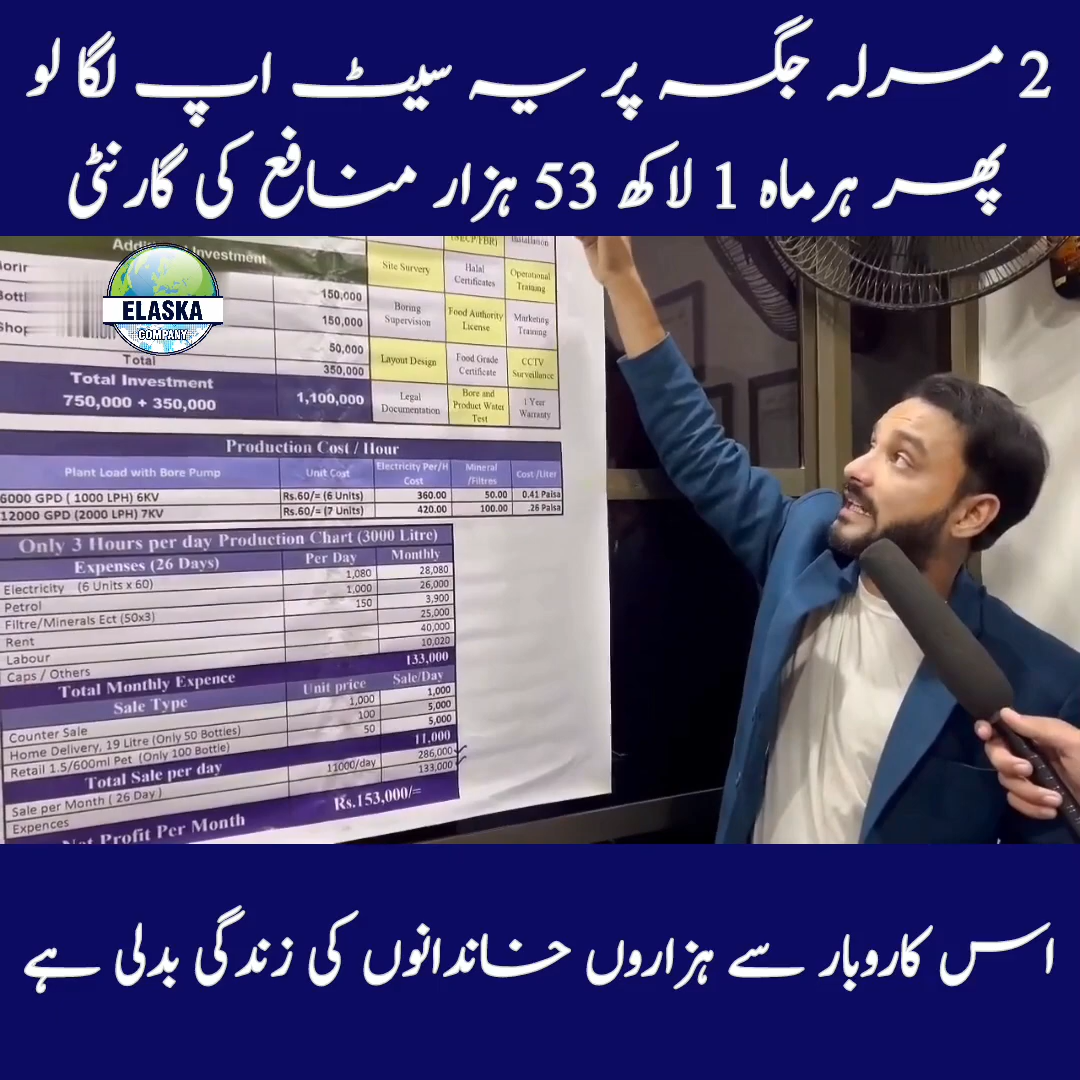 2 مرلہ جگہ پر یہ سیٹ اپ لگا لو
پھر ہر ماہ 1 لاکھ 53 ہزار منافع کی گارنٹی
ELASKA
COMPANY
150,000
150,000
50,000
Total 350,000
Total Investment
750,000 + 350,000 1,100,000
Site Survery Halal Certificates Operational Training
Boring Supervision Food Authority License Marketing Training
Layout Design Food Grade Certificate CCTV Surveillance
Legal Documentation Bore and Product Water Test 1 Year Warranty
Production Cost / Hour
Plant Load with Bore Pump Unit Cost Electricity Per/H Cost Mineral /Filtres Cost /Liter
6000 GPD ( 1000 LPH) 6KV Rs.60/= (6 Units) 360.00 50.00 0.41 Paisa
12000 GPD (2000 LPH) 7KV Rs.60/= (7 Units) 420.00 100.00 .26 Paisa
Only 3 Hours per day Production Chart (3000 Litre)
Expenses (26 Days) Per Day Monthly
Electricity (6 Units x 60) 1,080 28,080
Petrol 1,000 26,000
Filtre/Minerals Ect (50x3) 150 3,900
Rent 25,000
Labour 40,000
Caps / Others 10,020
Total Monthly Expence 133,000
Sale Type Unit price Sale/Day
Counter Sale 1,000 1,000
Home Delivery, 19 Litre (Only 50 Bottles) 100 5,000
Retail 1.5/600ml Pet (Only 100 Bottle) 50 5,000
Total Sale per day 11,000
Sale per Month ( 26 Day ) 11000/day 286,000
Expences 133,000
Net Profit Per Month Rs.153,000/=
اس کاروبار سے ہزاروں خاندانوں کی زندگی بدلی ہے